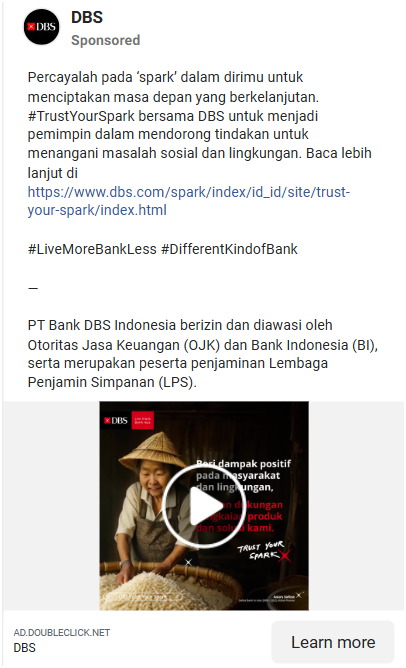 DBS
DBS
Sponsored
Percayalah pada ‘spark’ dalam dirimu untuk
menciptakan masa depan yang berkelanjutan.
#TrustYourSpark bersama DBS untuk menjadi
pemimpin dalam mendorong tindakan untuk
menangani masalah sosial dan lingkungan. Baca lebih
lanjut di
https://www.dbs.com/spark/index/id_id/site/trust-
your-spark/index.html
#LiveMoreBankLess #DifferentKindofBank
—
PT Bank DBS Indonesia berizin dan diawasi oleh
Otoritas Jasa Keuangan (OJK) dan Bank Indonesia (BI),
serta merupakan peserta penjaminan Lembaga
Penjamin Simpanan (LPS).
DBS
Live more,
Bank less
Beri dampak positif
pada masyarakat
dan lingkungan,
dukungan
produk
dan solusi kami.
TRUST YOUR
SPARK
AD.DOUBLECLICK.NET
DBS
Learn more